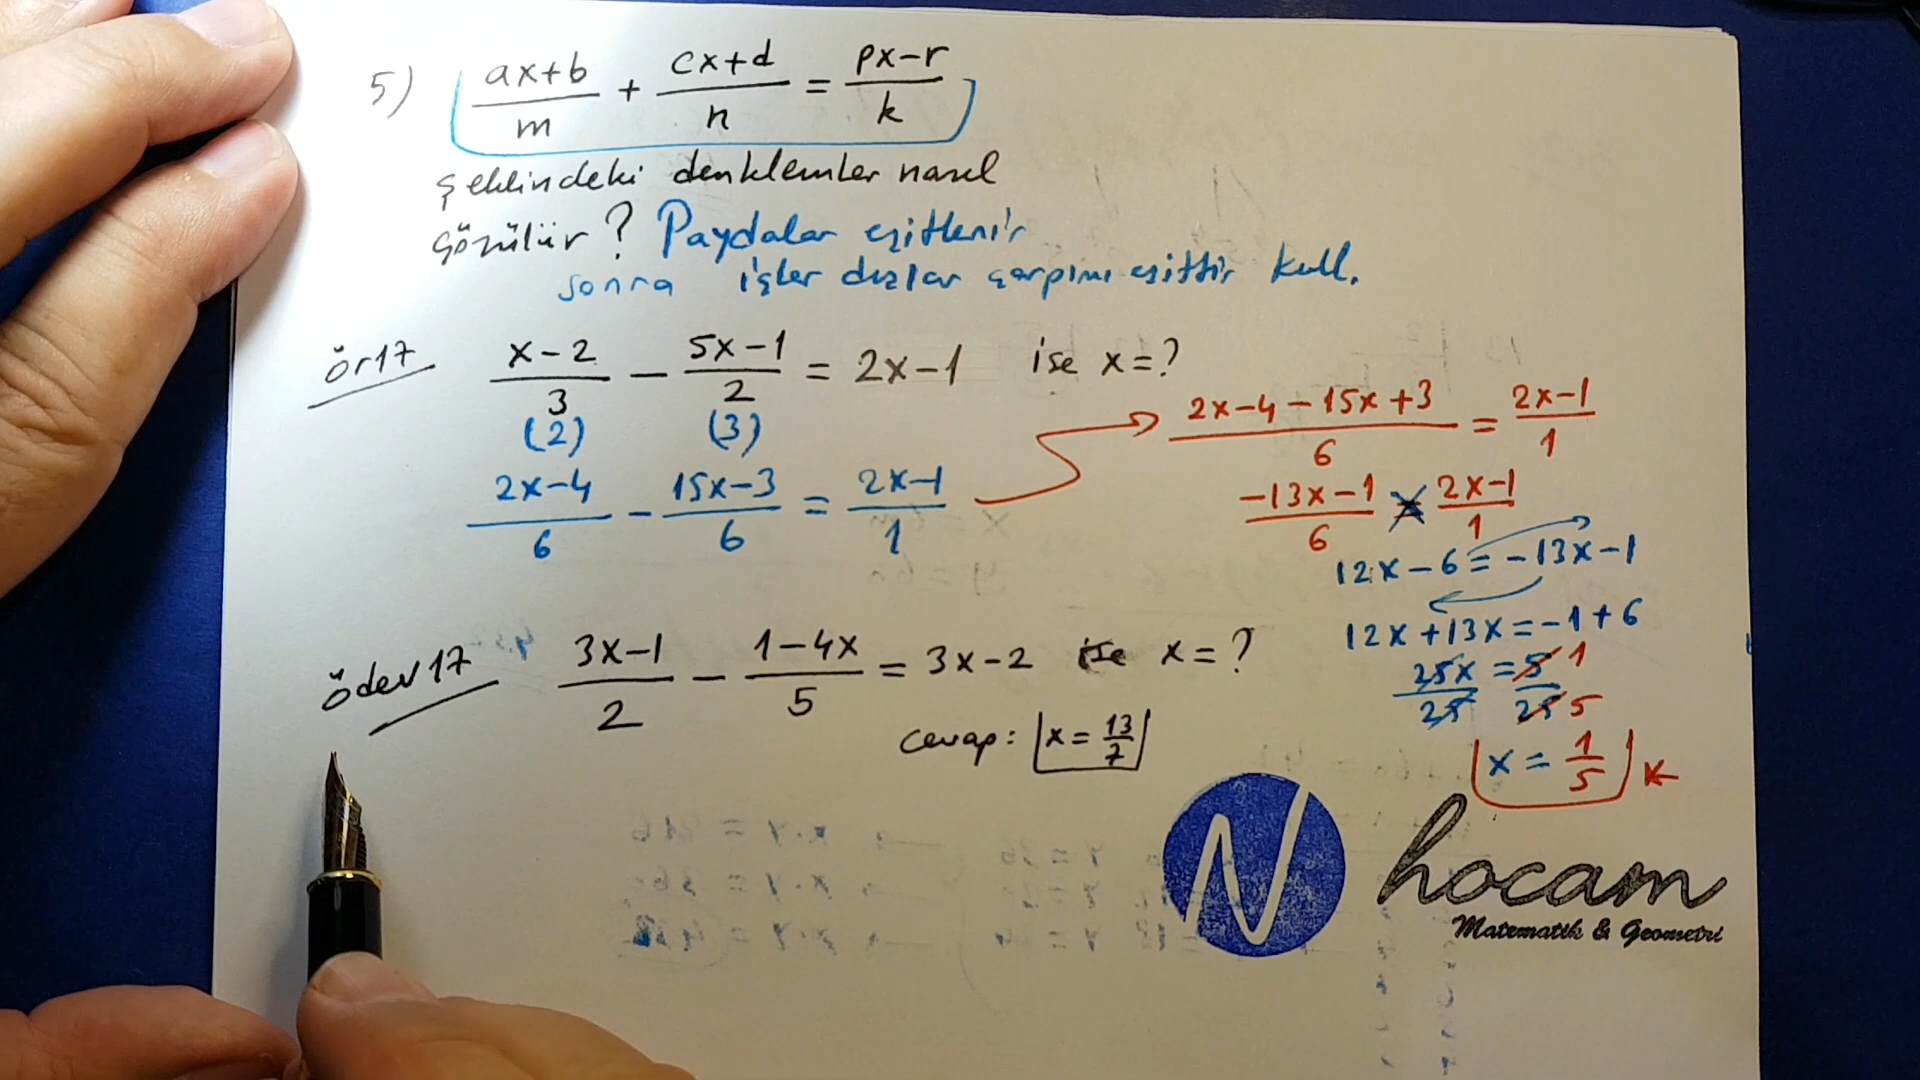 5) (ax+b)/m + (cx+d)/n = (px-r)/k
şeklindeki denklemler nasıl
çözülür? Paydalar eşitlenir
sonra içler dışlar çarpımı eşittir kull.
ör17 (x-2)/3 - (5x-1)/2 = 2x-1 ise x=?
(2) (3)
(2x-4)/6 - (15x-3)/6 = (2x-1)/1
(2x-4-15x+3)/6 = (2x-1)/1
(-13x-1)/6 = (2x-1)/1
12x-6=-13x-1
12x+13x=-1+6
25x/25 = 5/25 1 5
x = 1/5
ödev17 (3x-1)/2 - (1-4x)/5 = 3x-2 ise x=?
cevap: x = 13/7
N hocam
Matematik & Geometri